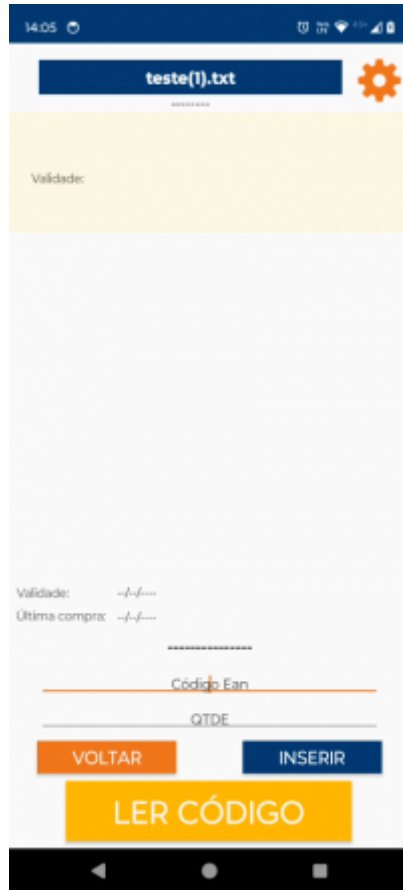 14:05
teste(1).txt
--------
Validade:
Validade: --/--/----
Última compra: --/--/----
---------------
Código Ean
QTDE
VOLTAR INSERIR
LER CÓDIGO